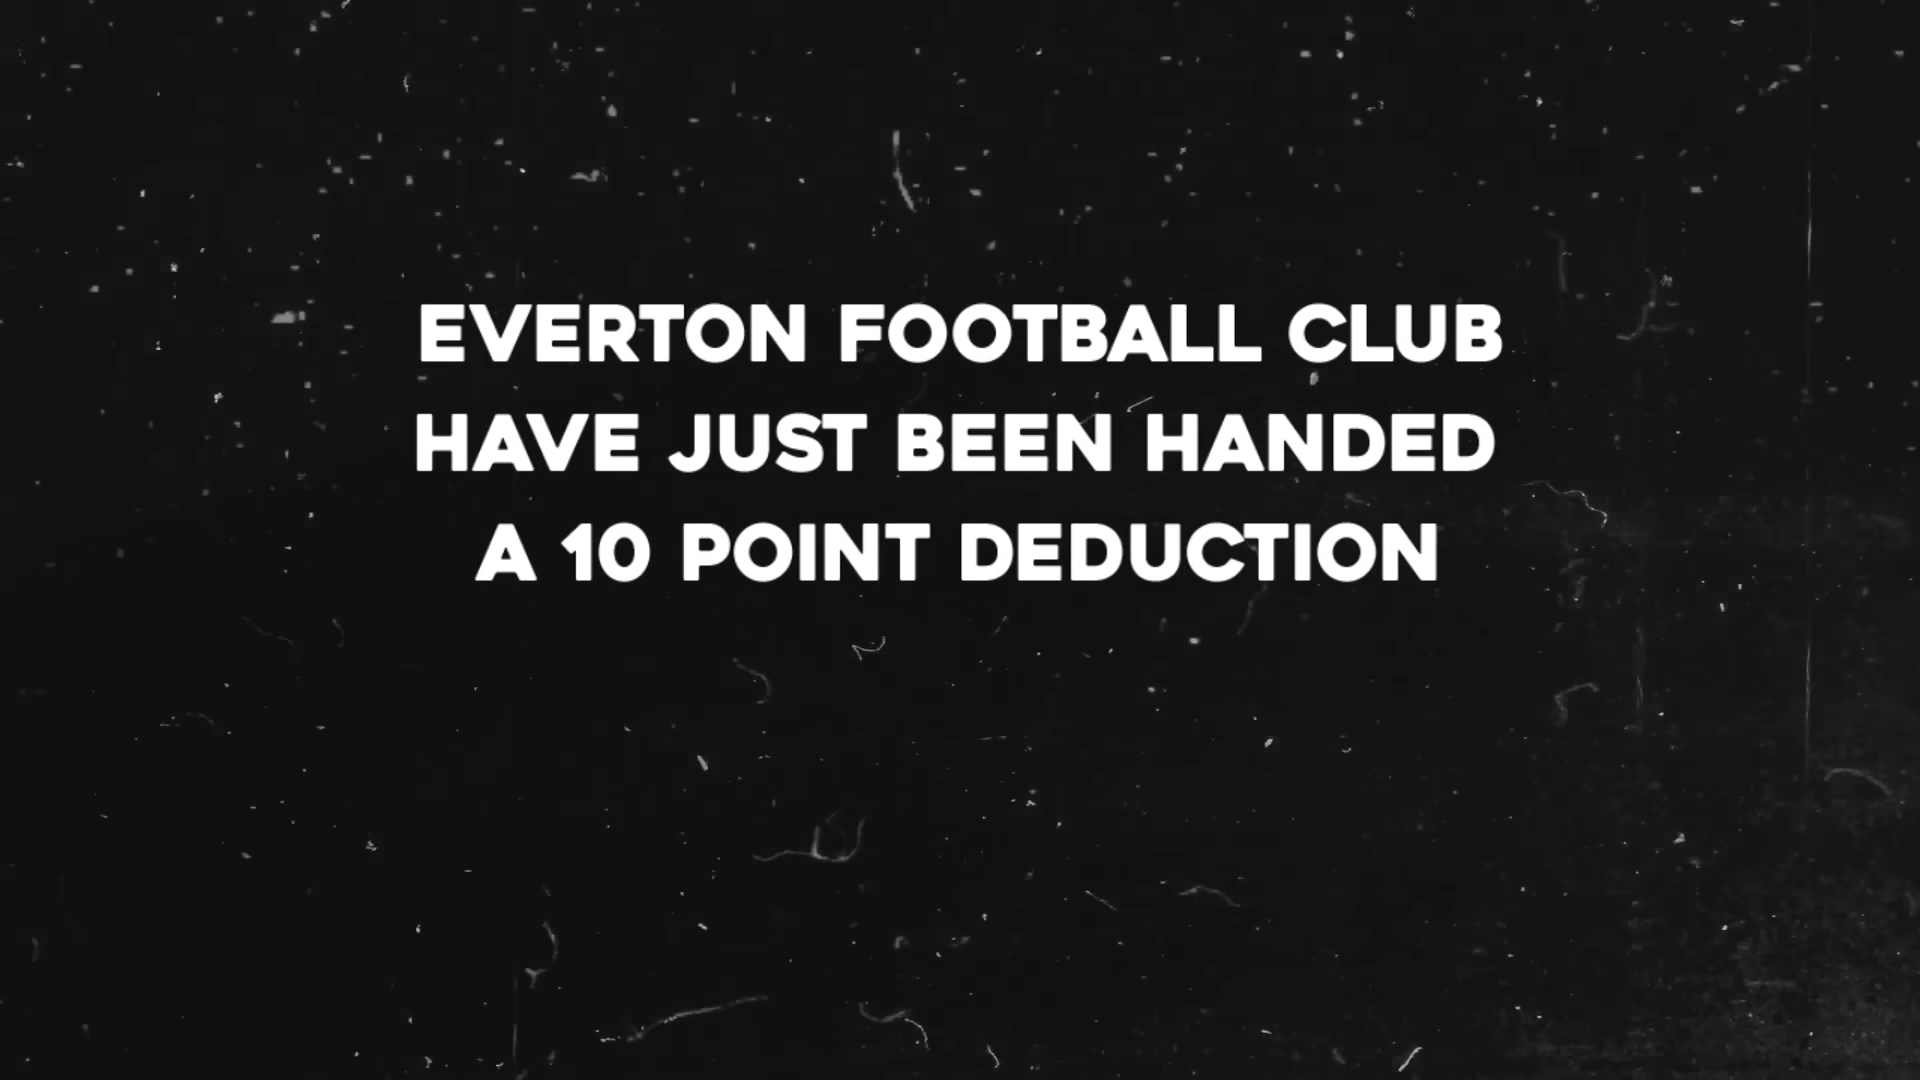 EVERTON FOOTBALL CLUB
HAVE JUST BEEN HANDED
A 10 POINT DEDUCTION